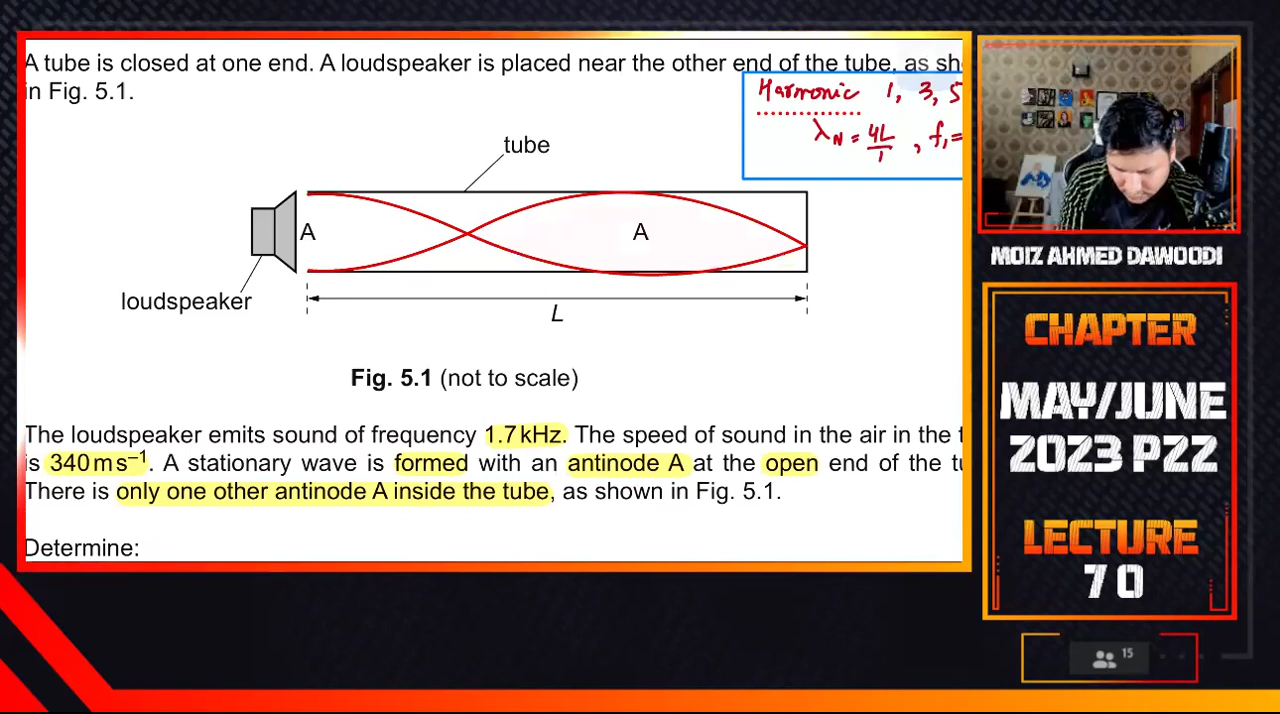 A tube is closed at one end. A loudspeaker is placed near the other end of the tube, as sh
in Fig. 5.1.
Harmonic 1, 3, 5
λN = 4L/1 , f1 =
tube
A
A
loudspeaker
L
Fig. 5.1 (not to scale)
The loudspeaker emits sound of frequency 1.7 kHz. The speed of sound in the air in the t
is 340 m s⁻¹. A stationary wave is formed with an antinode A at the open end of the tu
There is only one other antinode A inside the tube, as shown in Fig. 5.1.
Determine:
MOIZ AHMED DAWOODI
CHAPTER
MAY/JUNE
2023 P22
LECTURE
70
15